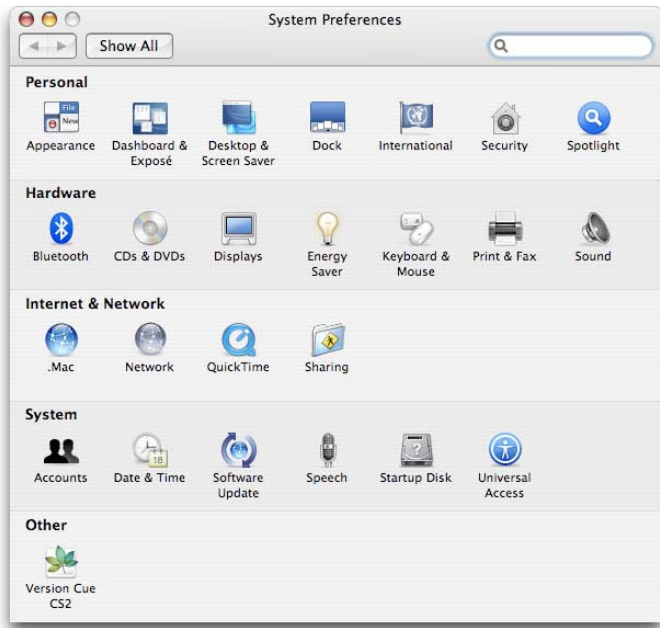 System Preferences
Show All
Personal
Appearance
Dashboard & Exposé
Desktop & Screen Saver
Dock
International
Security
Spotlight
Hardware
Bluetooth
CDs & DVDs
Displays
Energy Saver
Keyboard & Mouse
Print & Fax
Sound
Internet & Network
.Mac
Network
QuickTime
Sharing
System
Accounts
Date & Time
Software Update
Speech
Startup Disk
Universal Access
Other
Version Cue CS2
File
New
18
?